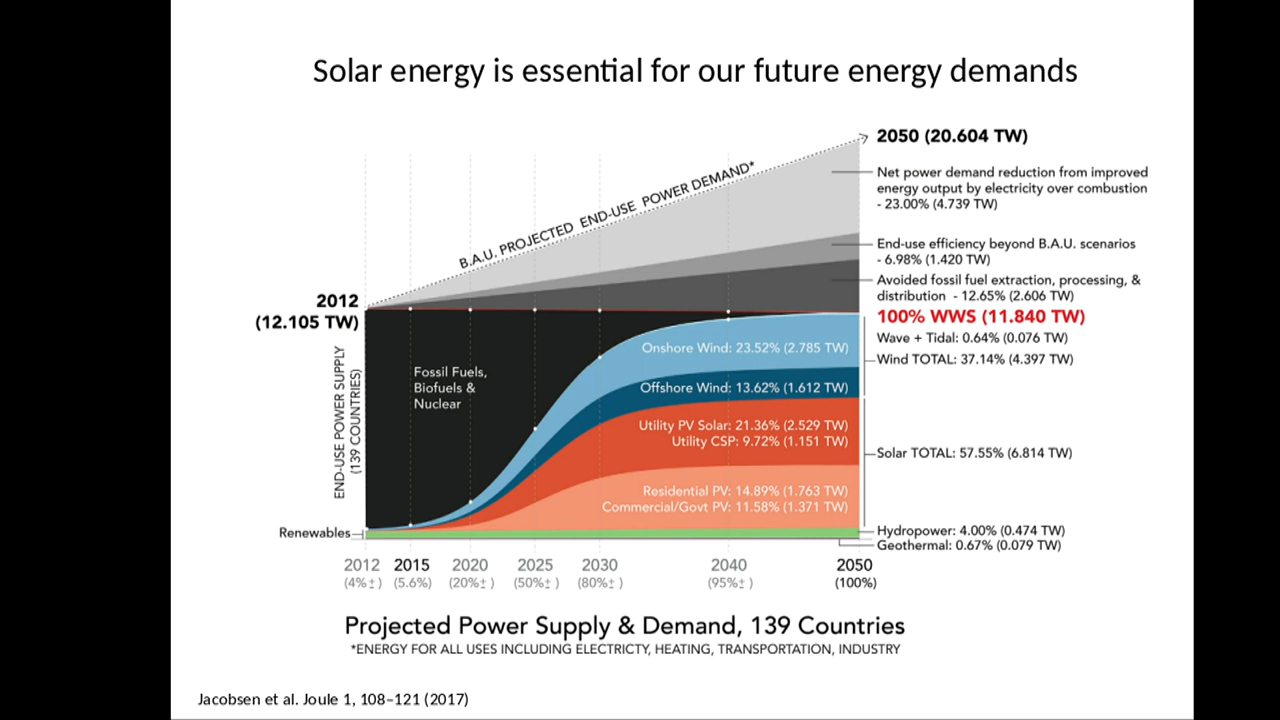 Solar energy is essential for our future energy demands
2050 (20.604 TW)
Net power demand reduction from improved
energy output by electricity over combustion
- 23.00% (4.739 TW)
B.A.U. PROJECTED END-USE POWER DEMAND*
End-use efficiency beyond B.A.U. scenarios
- 6.98% (1.420 TW)
Avoided fossil fuel extraction, processing, &
distribution - 12.65% (2.606 TW)
2012
(12.105 TW)
100% WWS (11.840 TW)
Wave + Tidal: 0.64% (0.076 TW)
Wind TOTAL: 37.14% (4.397 TW)
Onshore Wind: 23.52% (2.785 TW)
Fossil Fuels,
Biofuels &
Nuclear
Offshore Wind: 13.62% (1.612 TW)
END-USE POWER SUPPLY
(139 COUNTRIES)
Utility PV Solar: 21.36% (2.529 TW)
Utility CSP: 9.72% (1.151 TW)
Solar TOTAL: 57.55% (6.814 TW)
Residential PV: 14.89% (1.763 TW)
Commercial/Govt PV: 11.58% (1.371 TW)
Renewables
Hydropower: 4.00% (0.474 TW)
Geothermal: 0.67% (0.079 TW)
2012 2015 2020 2025 2030 2040 2050
(4%±) (5.6%) (20%±) (50%±) (80%±) (95%±) (100%)
Projected Power Supply & Demand, 139 Countries
*ENERGY FOR ALL USES INCLUDING ELECTRICTY, HEATING, TRANSPORTATION, INDUSTRY
Jacobsen et al. Joule 1, 108–121 (2017)